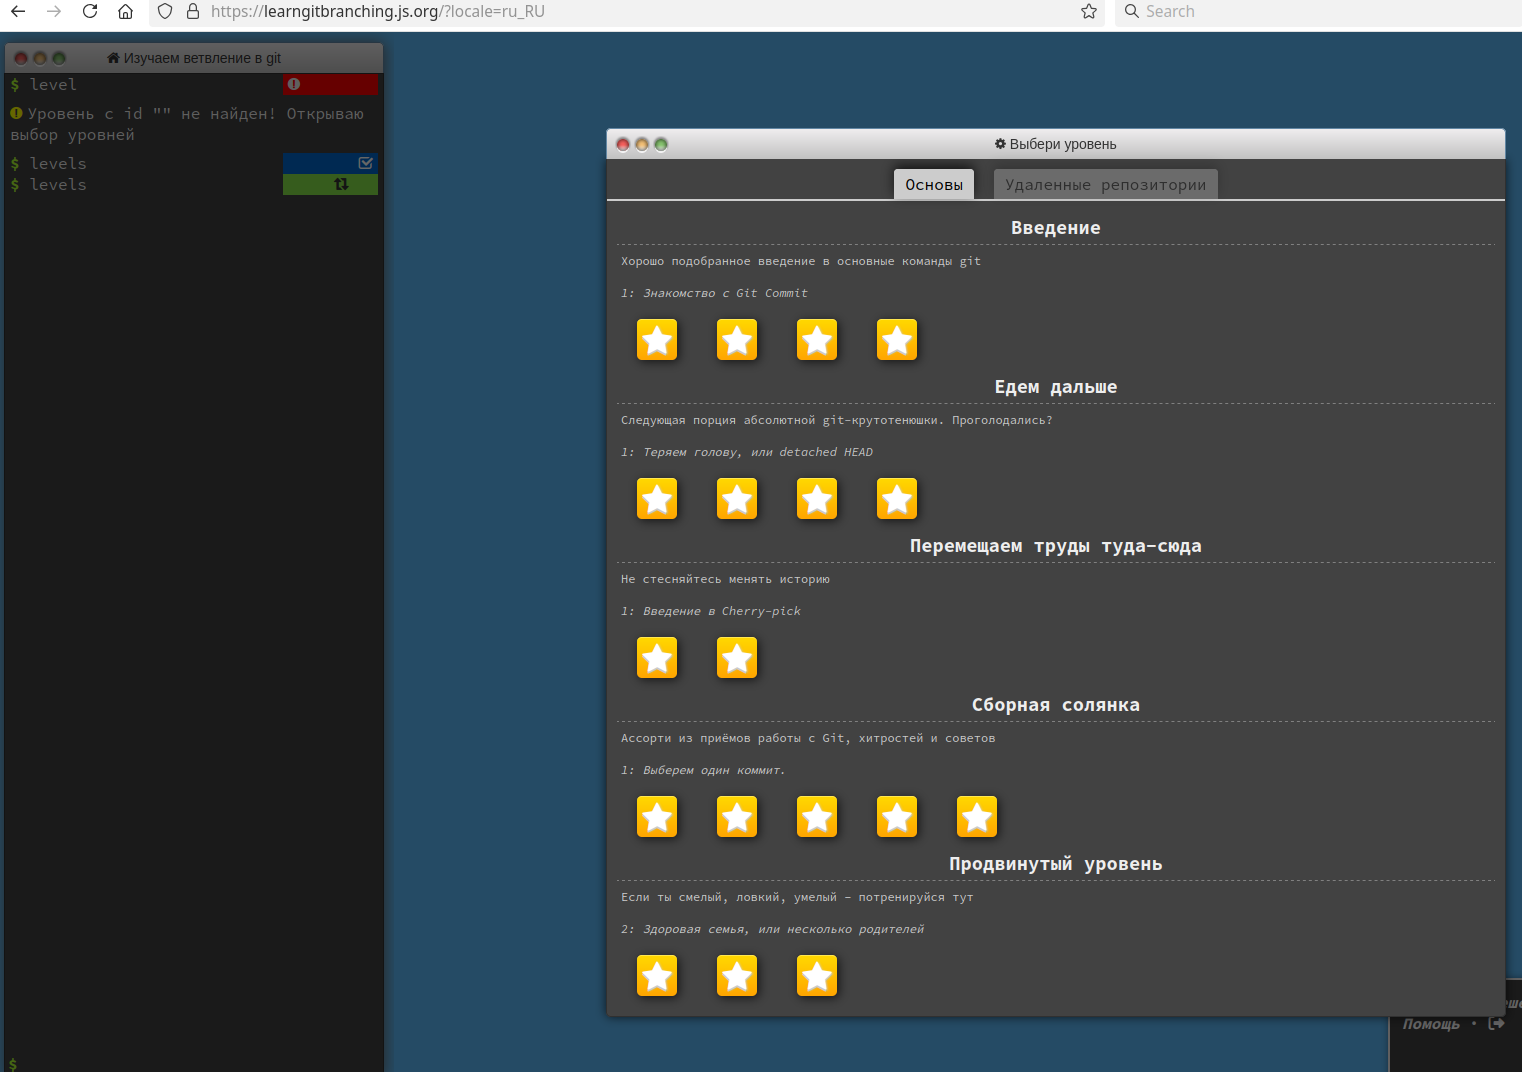 https://learngitbranching.js.org/?locale=ru_RU
Search
Изучаем ветвление в git
$ level
Уровень с id "" не найден! Открываю
выбор уровней
$ levels
$ levels
$
Выбери уровень
Основы
Удаленные репозитории
Введение
Хорошо подобранное введение в основные команды git
1: Знакомство с Git Commit
Едем дальше
Следующая порция абсолютной git-крутотенюшки. Проголодались?
1: Теряем голову, или detached HEAD
Перемещаем труды туда-сюда
Не стесняйтесь менять историю
1: Введение в Cherry-pick
Сборная солянка
Ассорти из приёмов работы с Git, хитростей и советов
1: Выберем один коммит.
Продвинутый уровень
Если ты смелый, ловкий, умелый - потренируйся тут
2: Здоровая семья, или несколько родителей
Помощь •